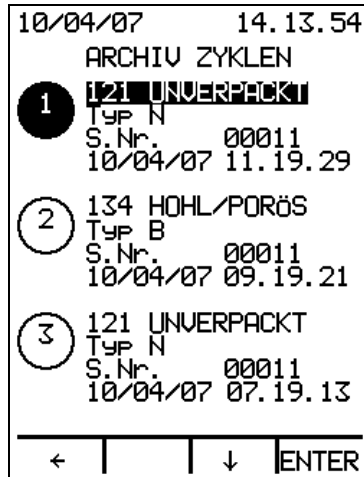 10/04/07 14.13.54
ARCHIV ZYKLEN
1 121 UNVERPACKT
Typ N
S.Nr. 00011
10/04/07 11.19.29
2 134 HOHL/PORöS
Typ B
S.Nr. 00011
10/04/07 09.19.21
3 121 UNVERPACKT
Typ N
S.Nr. 00011
10/04/07 07.19.13
← ↓ ENTER